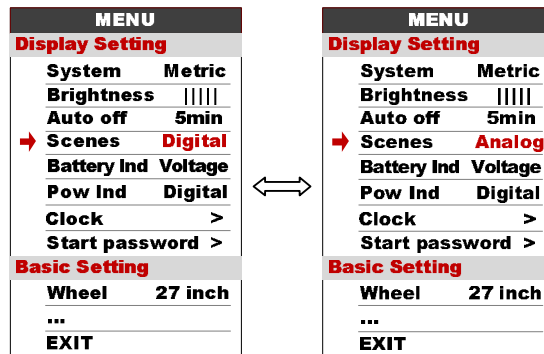 MENU
Display Setting
System Metric
Brightness |||||
Auto off 5min
Scenes Digital
Battery Ind Voltage
Pow Ind Digital
Clock >
Start password >
Basic Setting
Wheel 27 inch
...
EXIT
MENU
Display Setting
System Metric
Brightness |||||
Auto off 5min
Scenes Analog
Battery Ind Voltage
Pow Ind Digital
Clock >
Start password >
Basic Setting
Wheel 27 inch
...
EXIT